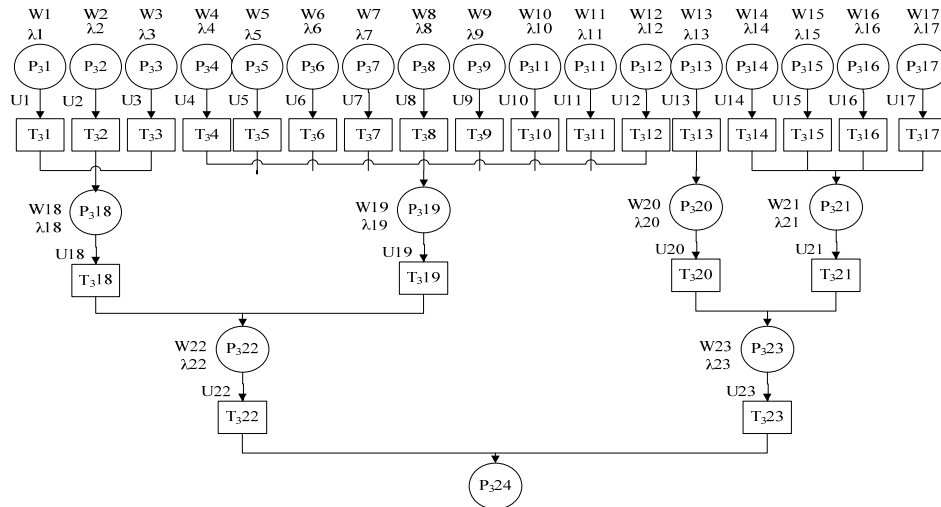 W1 W2 W3 W4 W5 W6 W7 W8 W9 W10 W11 W12 W13 W14 W15 W16 W17
λ1 λ2 λ3 λ4 λ5 λ6 λ7 λ8 λ9 λ10 λ11 λ12 λ13 λ14 λ15 λ16 λ17
P₃1 P₃2 P₃3 P₃4 P₃5 P₃6 P₃7 P₃8 P₃9 P₃11 P₃11 P₃12 P₃13 P₃14 P₃15 P₃16 P₃17
U1 U2 U3 U4 U5 U6 U7 U8 U9 U10 U11 U12 U13 U14 U15 U16 U17
T₃1 T₃2 T₃3 T₃4 T₃5 T₃6 T₃7 T₃8 T₃9 T₃10 T₃11 T₃12 T₃13 T₃14 T₃15 T₃16 T₃17
W18 P₃18 W19 P₃19 W20 P₃20 W21 P₃21
λ18 λ19 λ20 λ21
U18 U19 U20 U21
T₃18 T₃19 T₃20 T₃21
W22 P₃22 W23 P₃23
λ22 λ23
U22 U23
T₃22 T₃23
P₃24